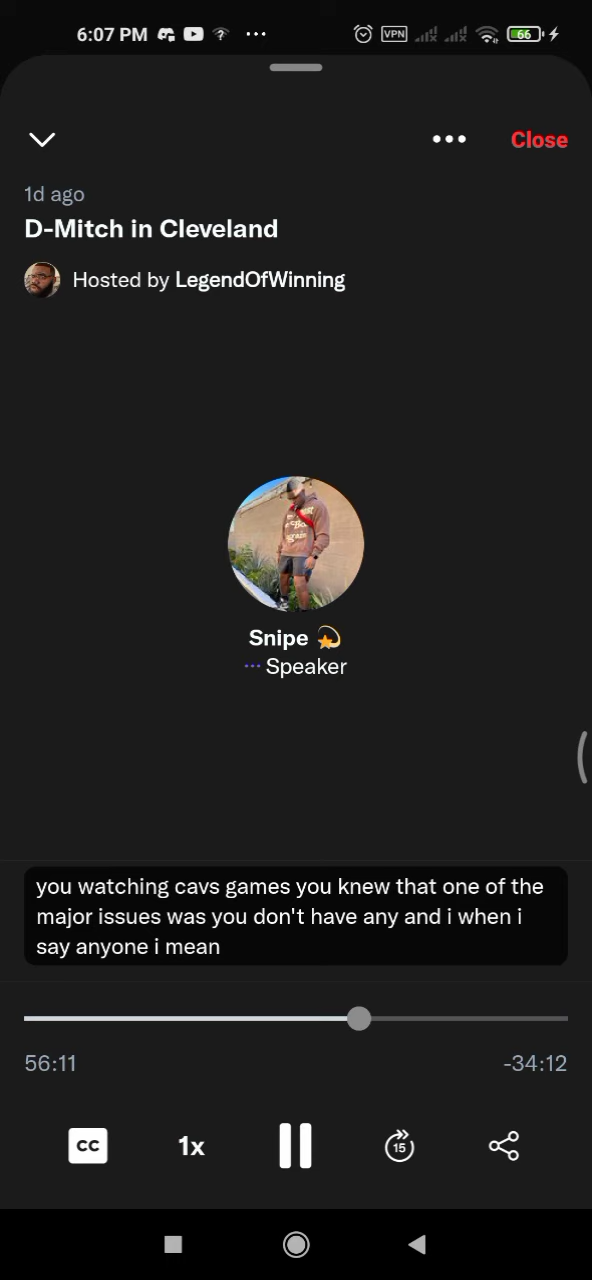 6:07 PM
VPN
66
Close
1d ago
D-Mitch in Cleveland
Hosted by LegendOfWinning
Snipe 💫
Speaker
you watching cavs games you knew that one of the
major issues was you don't have any and i when i
say anyone i mean
56:11
-34:12
CC
1x
15